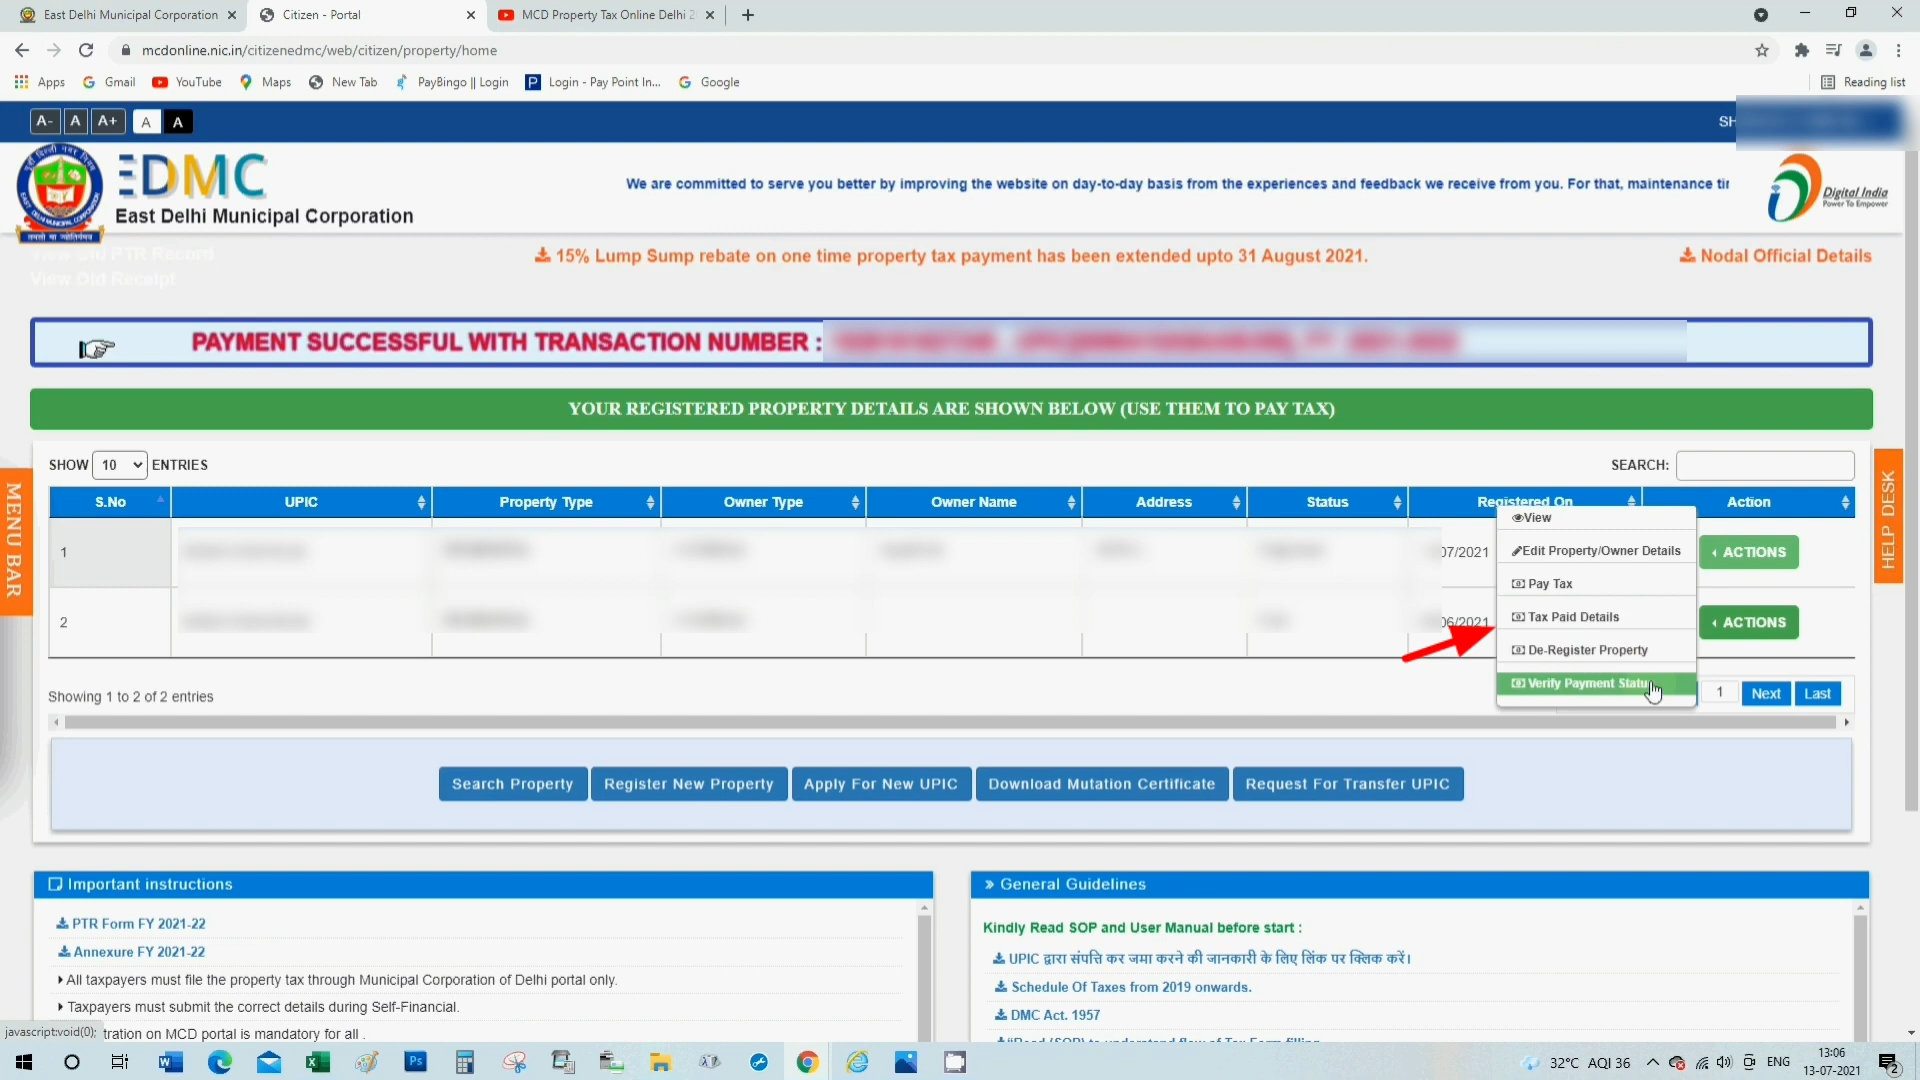 East Delhi Municipal Corporation
Citizen - Portal
MCD Property Tax Online Delhi 2
mcdonline.nic.in/citizenedmc/web/citizen/property/home
Apps Gmail YouTube Maps New Tab PayBingo || Login Login - Pay Point In... Google Reading list
A- A A+ A A SH
EDMC
East Delhi Municipal Corporation
We are committed to serve you better by improving the website on day-to-day basis from the experiences and feedback we receive from you. For that, maintenance tir
Digital India
Power To Empower
View Old PTR Record
View Old Receipt
15% Lump Sump rebate on one time property tax payment has been extended upto 31 August 2021.
Nodal Official Details
PAYMENT SUCCESSFUL WITH TRANSACTION NUMBER :
YOUR REGISTERED PROPERTY DETAILS ARE SHOWN BELOW (USE THEM TO PAY TAX)
MENU BAR
HELP DESK
SHOW 10 ENTRIES
SEARCH:
S.No UPIC Property Type Owner Type Owner Name Address Status Registered On Action
1 07/2021 ACTIONS
2 06/2021 ACTIONS
View
Edit Property/Owner Details
Pay Tax
Tax Paid Details
De-Register Property
Verify Payment Statu
Showing 1 to 2 of 2 entries
1 Next Last
Search Property Register New Property Apply For New UPIC Download Mutation Certificate Request For Transfer UPIC
Important instructions
PTR Form FY 2021-22
Annexure FY 2021-22
All taxpayers must file the property tax through Municipal Corporation of Delhi portal only.
Taxpayers must submit the correct details during Self-Financial.
tration on MCD portal is mandatory for all .
General Guidelines
Kindly Read SOP and User Manual before start :
UPIC द्वारा संपत्ति कर जमा करने की जानकारी के लिए लिंक पर क्लिक करें।
Schedule Of Taxes from 2019 onwards.
DMC Act. 1957
javascript:void(0);
32°C AQI 36 ENG
13:06
13-07-2021
2